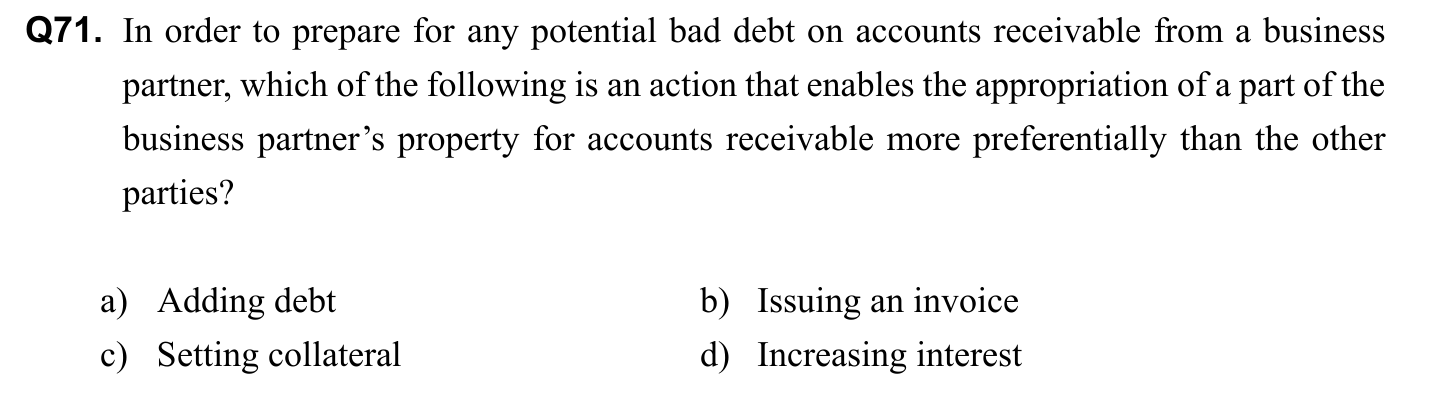 Q71. In order to prepare for any potential bad debt on accounts receivable from a business
partner, which of the following is an action that enables the appropriation of a part of the
business partner’s property for accounts receivable more preferentially than the other
parties?
a) Adding debt b) Issuing an invoice
c) Setting collateral d) Increasing interest